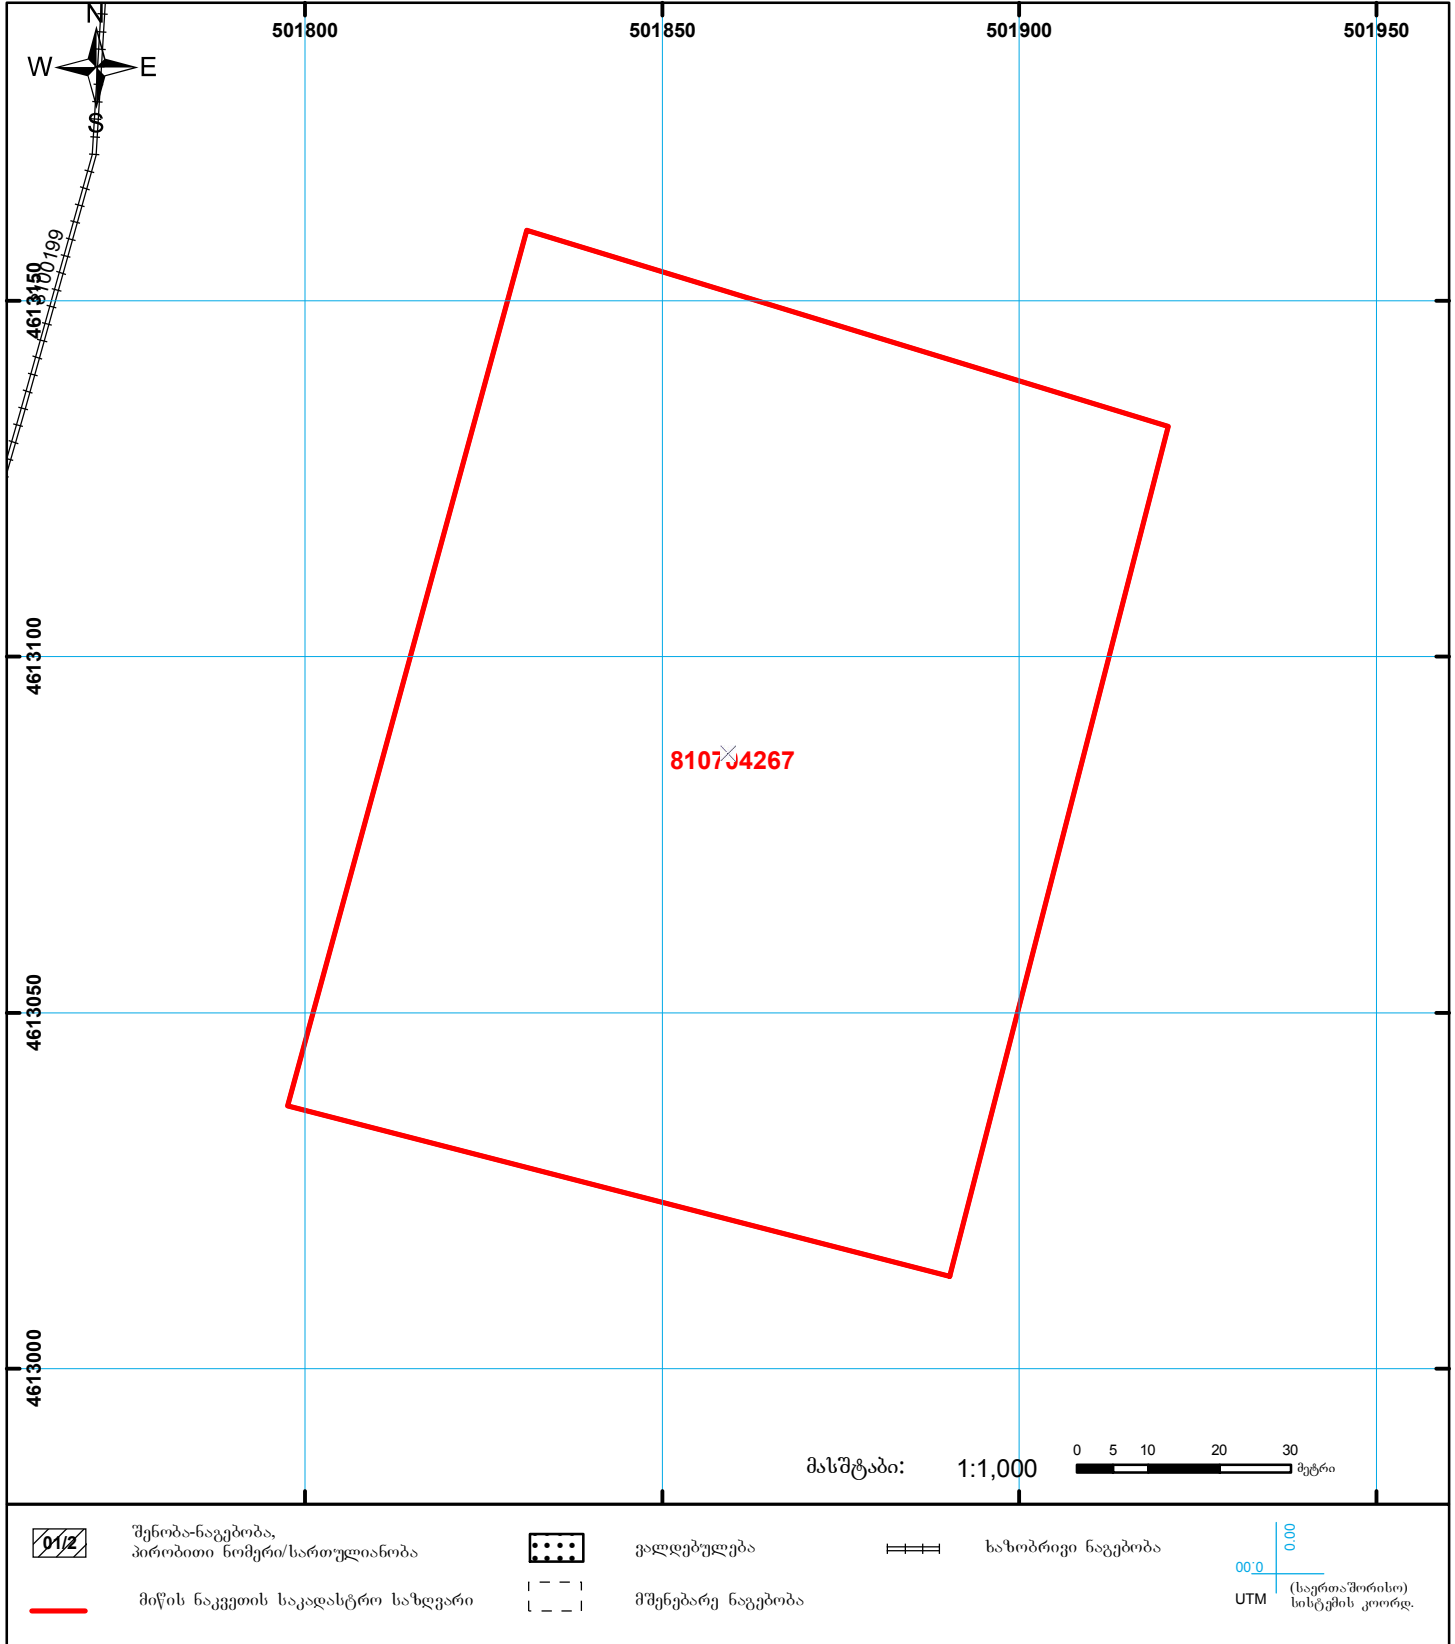 N
W E
S
501800 501850 501900 501950
4613150
4613100
4613050
4613000
მასშტაბი: 1:1,000
0 5 10 20 30
მეტრი
01/2
შენობა-ნაგებობა,
პირობითი ნომერი/სართულიანობა
ვალდებულება
ხაზობრივი ნაგებობა
მიწის ნაკვეთის საკადასტრო საზღვარი
მშენებარე ნაგებობა
00.0
0.00
UTM
(საერთაშორისო)
სისტემის კოორდ.